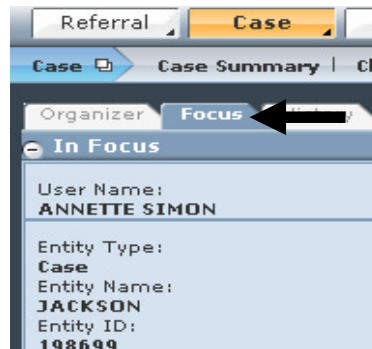 Referral Case
Case Case Summary
Organizer Focus
In Focus
User Name:
ANNETTE SIMON
Entity Type:
Case
Entity Name:
JACKSON
Entity ID:
198699